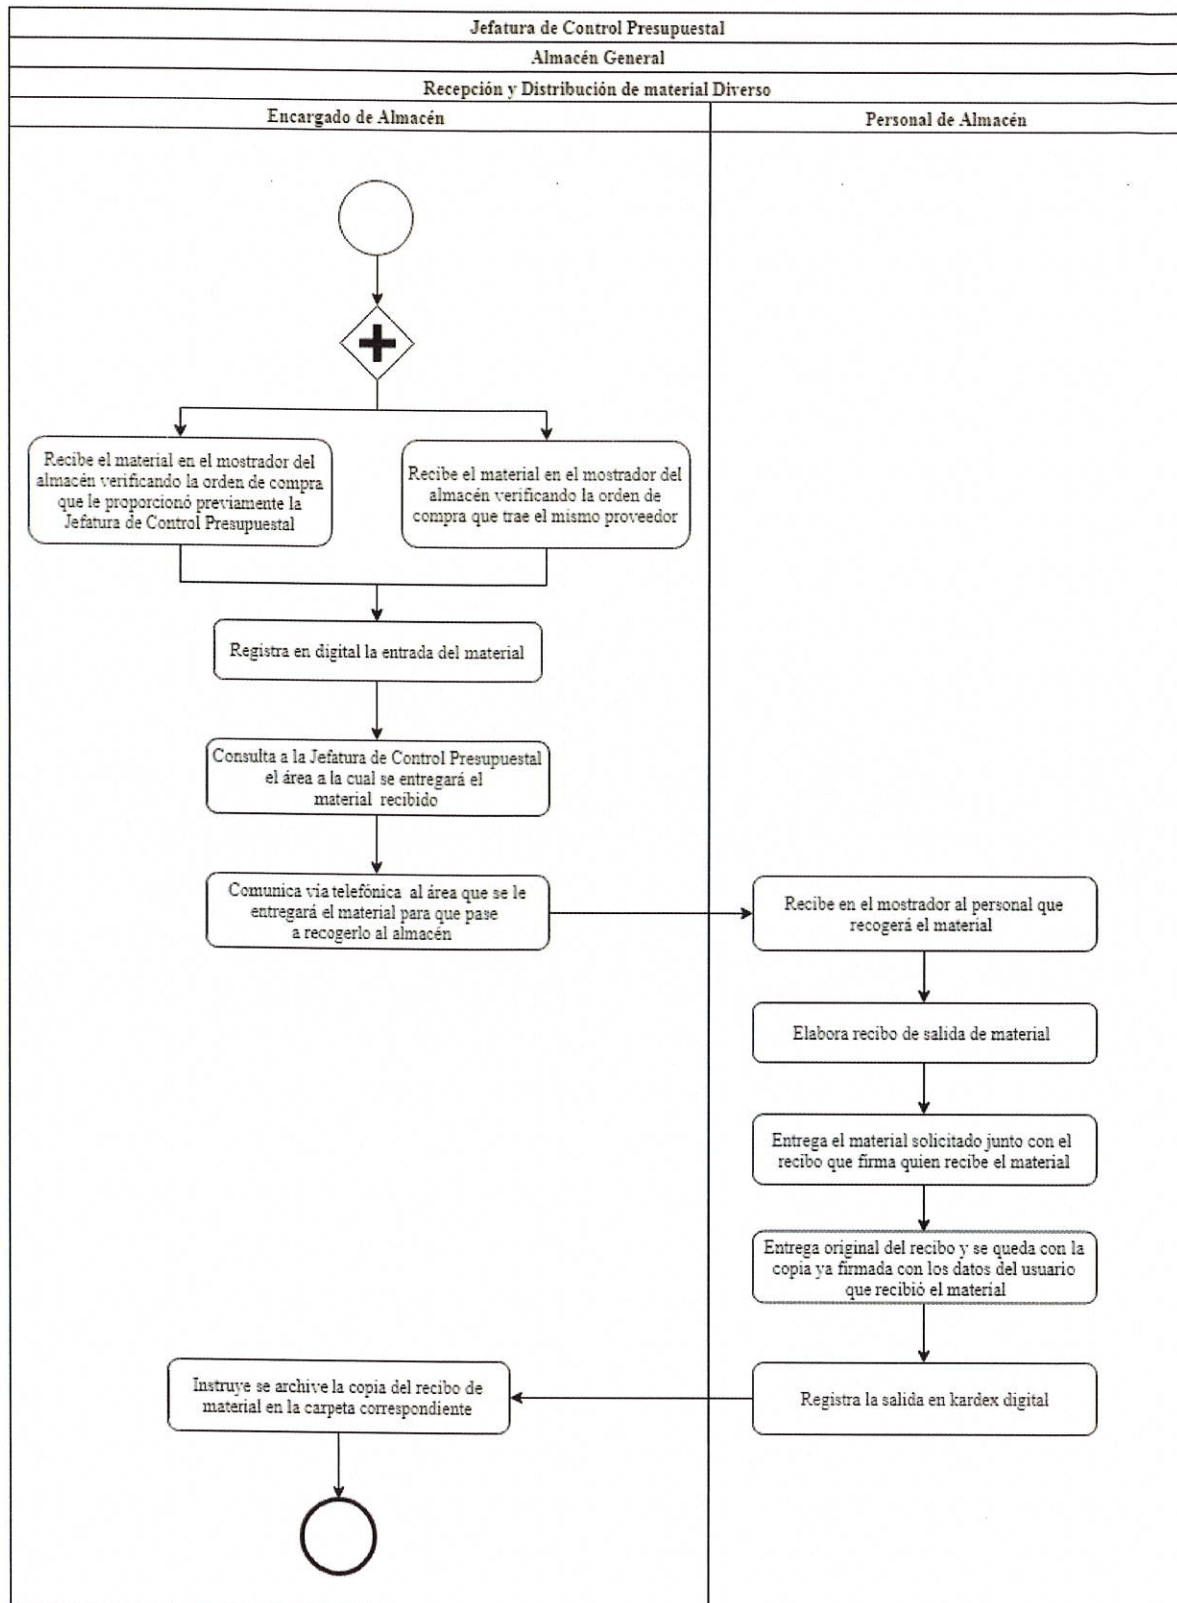 Jefatura de Control Presupuestal
Almacén General
Recepción y Distribución de material Diverso
Encargado de Almacén
Personal de Almacén
Recibe el material en el mostrador del
almacén verificando la orden de compra
que le proporcionó previamente la
Jefatura de Control Presupuestal
Recibe el material en el mostrador del
almacén verificando la orden de
compra que trae el mismo proveedor
Registra en digital la entrada del material
Consulta a la Jefatura de Control Presupuestal
el área a la cual se entregará el
material recibido
Comunica vía telefónica al área que se le
entregará el material para que pase
a recogerlo al almacén
Recibe en el mostrador al personal que
recogerá el material
Elabora recibo de salida de material
Entrega el material solicitado junto con el
recibo que firma quien recibe el material
Entrega original del recibo y se queda con la
copia ya firmada con los datos del usuario
que recibió el material
Registra la salida en kardex digital
Instruye se archive la copia del recibo de
material en la carpeta correspondiente